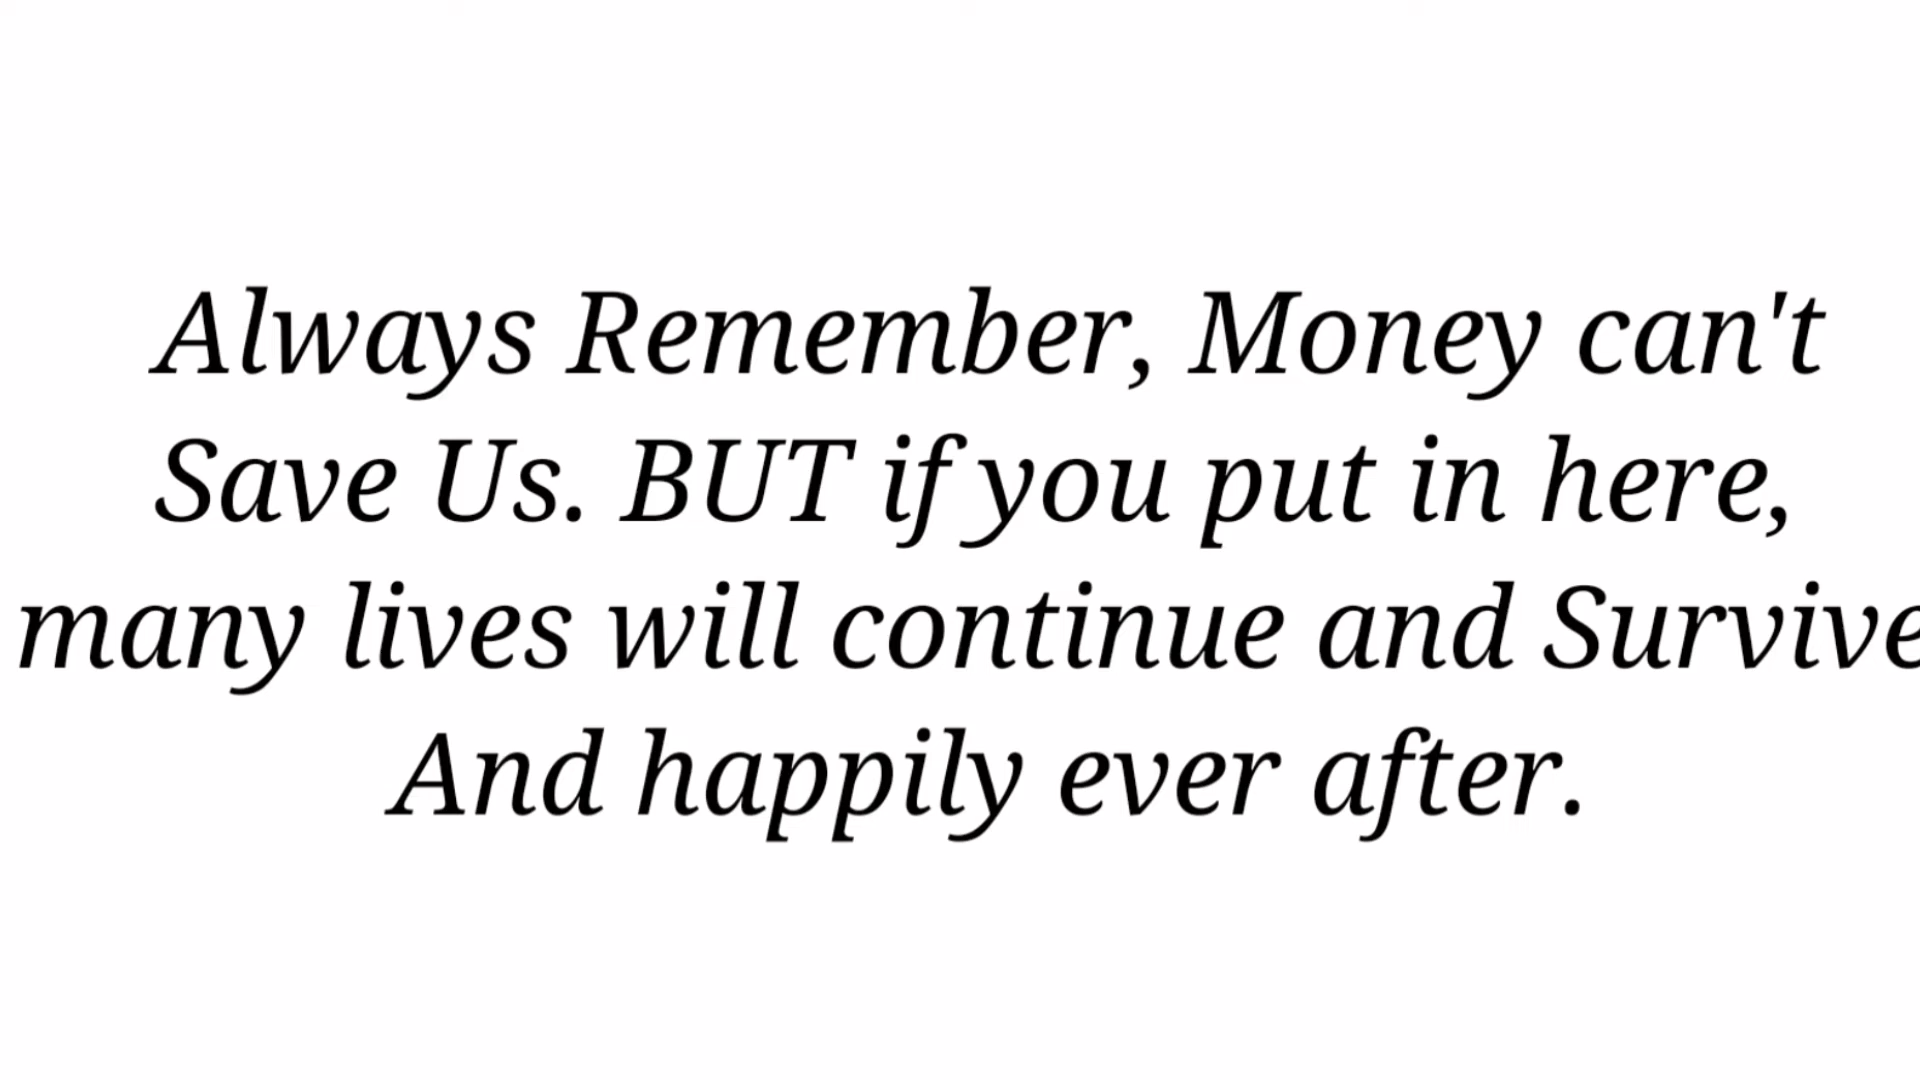 Always Remember, Money can't
Save Us. BUT if you put in here,
many lives will continue and Survive
And happily ever after.